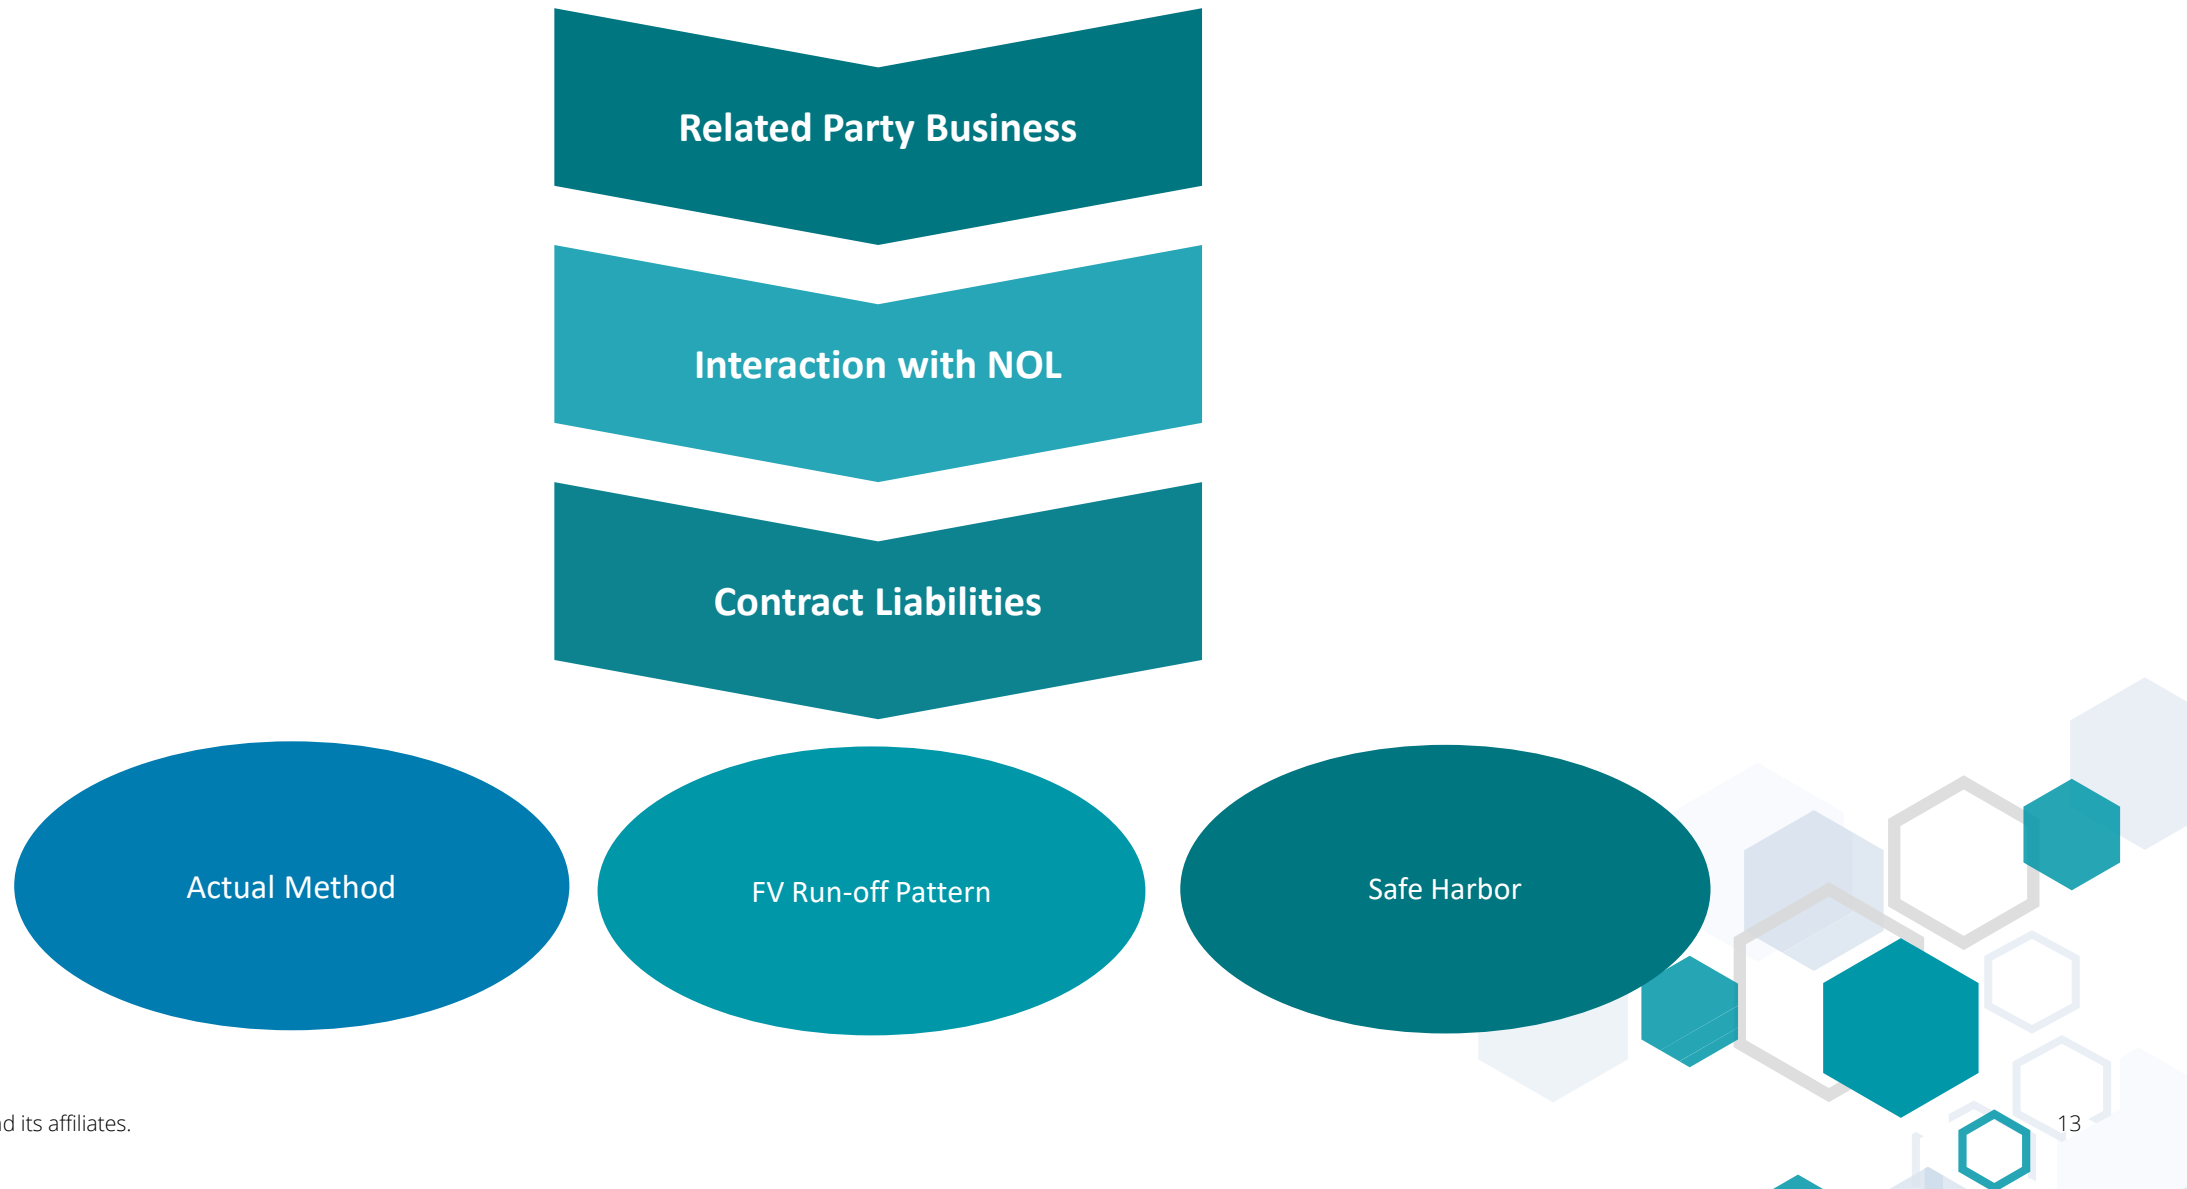 Related Party Business
Interaction with NOL
Contract Liabilities
Actual Method
FV Run-off Pattern
Safe Harbor
its affiliates.
13